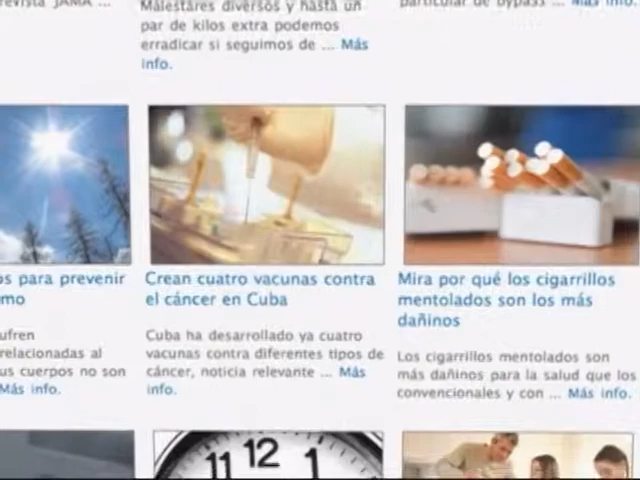 revista JAMA ...
Malestares diversos y hasta un
par de kilos extra podemos
erradicar si seguimos de ... Más
info.
particular de bypass ... Más info.
os para prevenir
mo
ufren
relacionadas al
us cuerpos no son
Más info.
Crean cuatro vacunas contra
el cáncer en Cuba
Cuba ha desarrollado ya cuatro
vacunas contra diferentes tipos de
cáncer, noticia relevante ... Más
info.
Mira por qué los cigarrillos
mentolados son los más
dañinos
Los cigarrillos mentolados son
más dañinos para la salud que los
convencionales y con ... Más info.
11 12 1